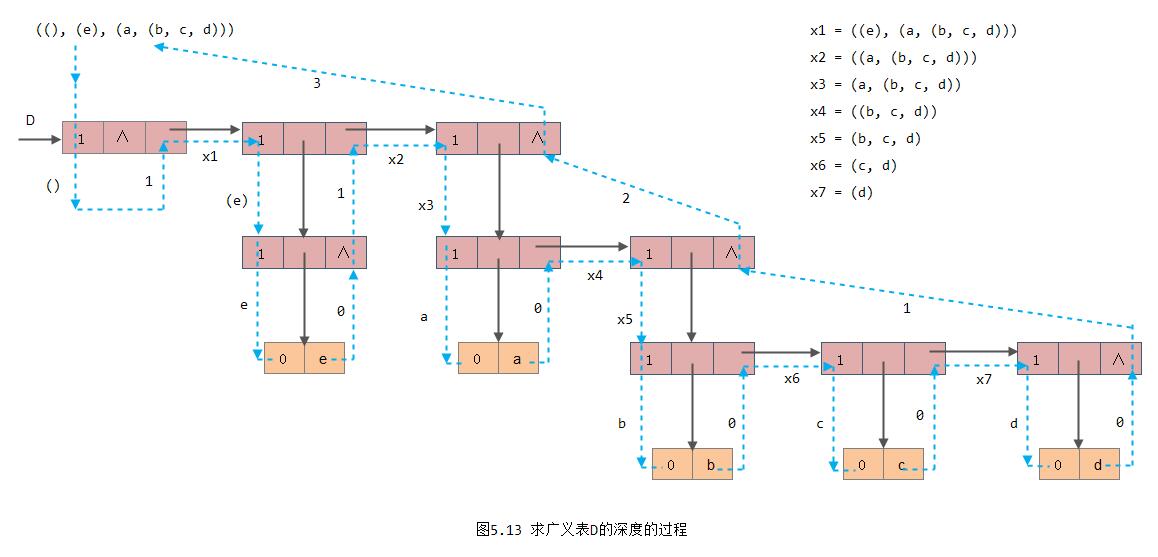 ((), (e), (a, (b, c, d)))
x1 = ((e), (a, (b, c, d)))
x2 = ((a, (b, c, d)))
x3 = (a, (b, c, d))
x4 = ((b, c, d))
x5 = (b, c, d)
x6 = (c, d)
x7 = (d)
3
D
1 ∧
x1
1
x2
1 ∧
()
1
(e)
1
x3
2
1 ∧
1
x4
1 ∧
e
0
a
0
x5
1
0 e
0 a
1
x6
1
x7
1 ∧
b
0
c
0
d
0
0 b
0 c
0 d
图5.13 求广义表D的深度的过程